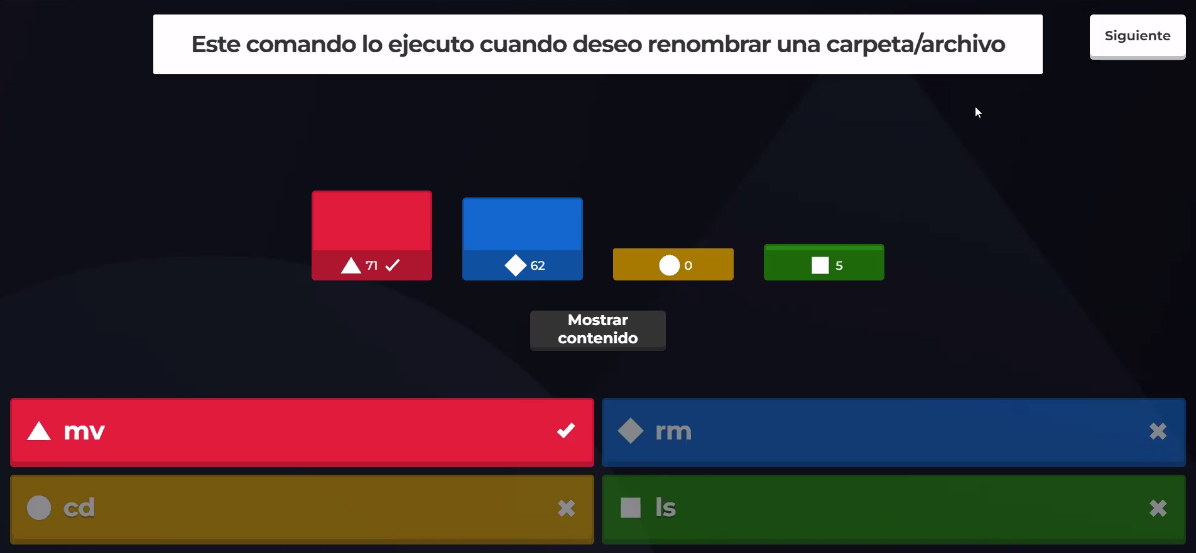 Este comando lo ejecuto cuando deseo renombrar una carpeta/archivo
Siguiente
71
62
0
5
Mostrar
contenido
mv
rm
cd
ls